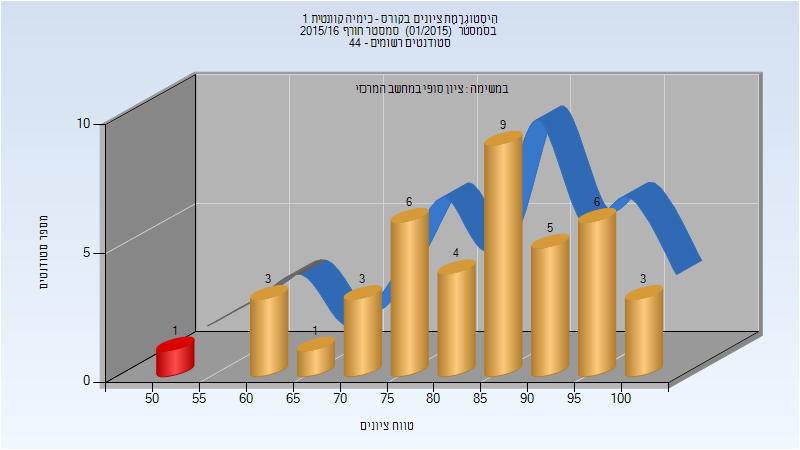 היסטוגרמת ציונים בקורס - כימיה קוונטית 1
בסמסטר (01/2015) סמסטר חורף 2015/16
סטודנטים רשומים - 44
במשימה : ציון סופי במחשב המרכזי
מספר סטודנטים
10
5
0
1
3
1
3
6
4
9
5
6
3
50 55 60 65 70 75 80 85 90 95 100
טווח ציונים